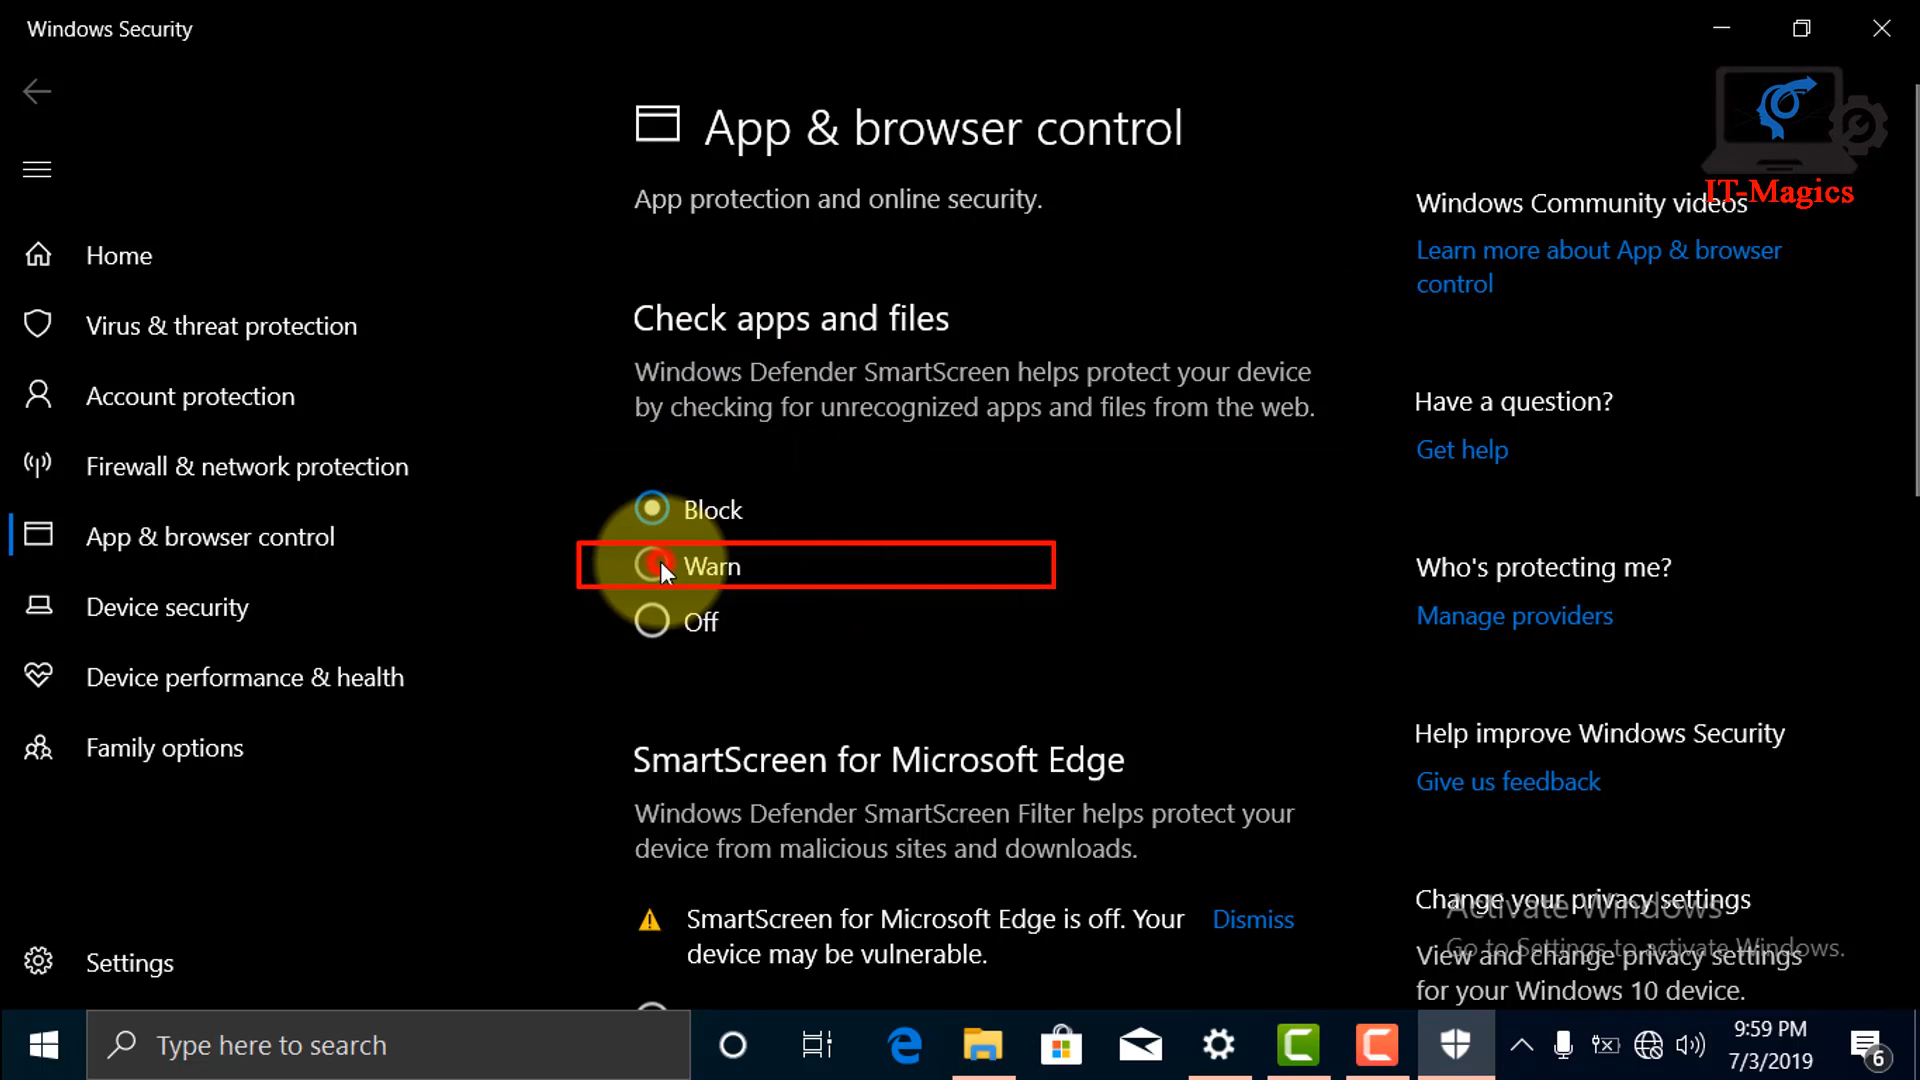 Windows Security
Home
Virus & threat protection
Account protection
Firewall & network protection
App & browser control
Device security
Device performance & health
Family options
Settings
App & browser control
App protection and online security.
Check apps and files
Windows Defender SmartScreen helps protect your device
by checking for unrecognized apps and files from the web.
Block
Warn
Off
SmartScreen for Microsoft Edge
Windows Defender SmartScreen Filter helps protect your
device from malicious sites and downloads.
SmartScreen for Microsoft Edge is off. Your
device may be vulnerable.
Dismiss
IT-Magics
Windows Community videos
Learn more about App & browser
control
Have a question?
Get help
Who's protecting me?
Manage providers
Help improve Windows Security
Give us feedback
Change your privacy settings
View and change privacy settings
for your Windows 10 device.
Activate Windows
Go to Settings to activate Windows.
Type here to search
9:59 PM
7/3/2019
6